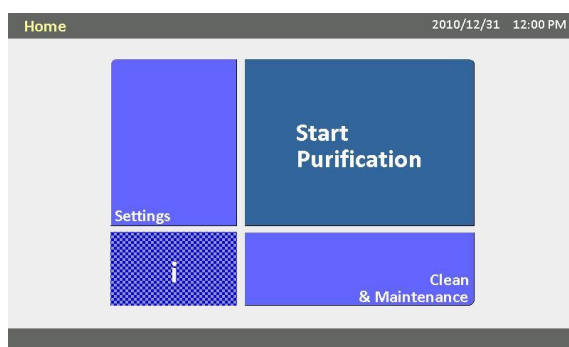 Home
2010/12/31 12:00 PM
Start
Purification
Settings
i
Clean
& Maintenance